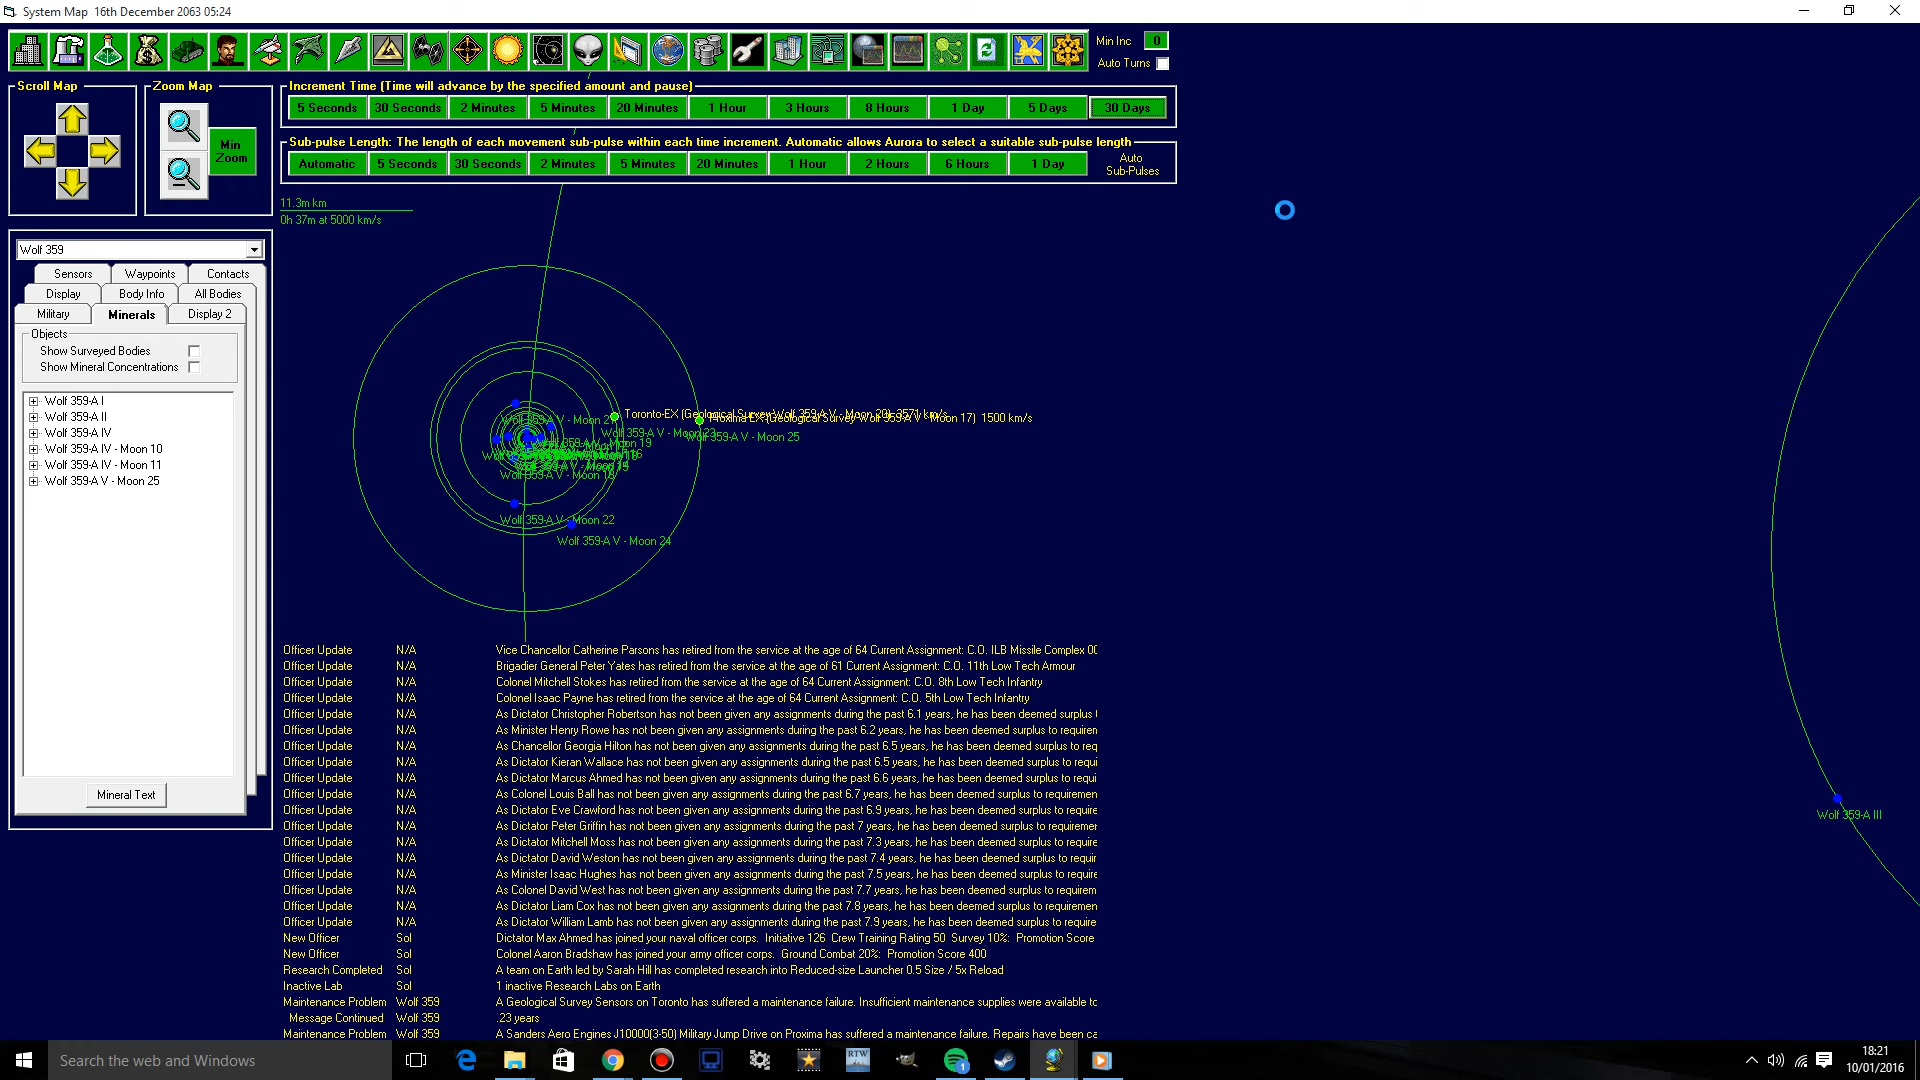 System Map  16th December 2063 05:24
Min Inc 0
Auto Turns
Scroll Map
Zoom Map
Min Zoom
Increment Time (Time will advance by the specified amount and pause)
5 Seconds 30 Seconds 2 Minutes 5 Minutes 20 Minutes 1 Hour 3 Hours 8 Hours 1 Day 5 Days 30 Days
Sub-pulse Length: The length of each movement sub-pulse within each time increment. Automatic allows Aurora to select a suitable sub-pulse length
Automatic 5 Seconds 30 Seconds 2 Minutes 5 Minutes 20 Minutes 1 Hour 2 Hours 6 Hours 1 Day
Auto Sub-Pulses
11.3m km
0h 37m at 5000 km/s
Wolf 359
Sensors Waypoints Contacts
Display Body Info All Bodies
Military Minerals Display 2
Objects
Show Surveyed Bodies
Show Mineral Concentrations
Wolf 359-A I
Wolf 359-A II
Wolf 359-A IV
Wolf 359-A IV - Moon 10
Wolf 359-A IV - Moon 11
Wolf 359-A V - Moon 25
Mineral Text
Toronto-EX (Geological Survey Wolf 359-A V - Moon 20) 3571 km/s
Proxima-EX (Geological Survey Wolf 359-A V - Moon 17) 1500 km/s
Wolf 359-A V - Moon 23
Wolf 359-A V - Moon 25
Wolf 359-A V - Moon 18
Wolf 359-A V - Moon 22
Wolf 359-A V - Moon 24
Wolf 359-A III
Officer Update N/A Vice Chancellor Catherine Parsons has retired from the service at the age of 64 Current Assignment: C.O. ILB Missile Complex 00
Officer Update N/A Brigadier General Peter Yates has retired from the service at the age of 61 Current Assignment: C.O. 11th Low Tech Armour
Officer Update N/A Colonel Mitchell Stokes has retired from the service at the age of 64 Current Assignment: C.O. 8th Low Tech Infantry
Officer Update N/A Colonel Isaac Payne has retired from the service at the age of 64 Current Assignment: C.O. 5th Low Tech Infantry
Officer Update N/A As Dictator Christopher Robertson has not been given any assignments during the past 6.1 years, he has been deemed surplus
Officer Update N/A As Minister Henry Rowe has not been given any assignments during the past 6.2 years, he has been deemed surplus to requirem
Officer Update N/A As Chancellor Georgia Hilton has not been given any assignments during the past 6.5 years, he has been deemed surplus to req
Officer Update N/A As Dictator Kieran Wallace has not been given any assignments during the past 6.5 years, he has been deemed surplus to requi
Officer Update N/A As Dictator Marcus Ahmed has not been given any assignments during the past 6.6 years, he has been deemed surplus to requi
Officer Update N/A As Colonel Louis Ball has not been given any assignments during the past 6.7 years, he has been deemed surplus to requiremen
Officer Update N/A As Dictator Eve Crawford has not been given any assignments during the past 6.9 years, he has been deemed surplus to require
Officer Update N/A As Dictator Peter Griffin has not been given any assignments during the past 7 years, he has been deemed surplus to requiremer
Officer Update N/A As Dictator Mitchell Moss has not been given any assignments during the past 7.3 years, he has been deemed surplus to require
Officer Update N/A As Dictator David Weston has not been given any assignments during the past 7.4 years, he has been deemed surplus to requir
Officer Update N/A As Minister Isaac Hughes has not been given any assignments during the past 7.5 years, he has been deemed surplus to require
Officer Update N/A As Colonel David West has not been given any assignments during the past 7.7 years, he has been deemed surplus to requirem
Officer Update N/A As Dictator Liam Cox has not been given any assignments during the past 7.8 years, he has been deemed surplus to requiremen
Officer Update N/A As Dictator William Lamb has not been given any assignments during the past 7.9 years, he has been deemed surplus to require
New Officer Sol Dictator Max Ahmed has joined your naval officer corps.  Initiative 126  Crew Training Rating 50  Survey 10%:  Promotion Score
New Officer Sol Colonel Aaron Bradshaw has joined your army officer corps.  Ground Combat 20%:  Promotion Score 400
Research Completed Sol A team on Earth led by Sarah Hill has completed research into Reduced-size Launcher 0.5 Size / 5x Reload
Inactive Lab Sol 1 inactive Research Labs on Earth
Maintenance Problem Wolf 359 A Geological Survey Sensors on Toronto has suffered a maintenance failure. Insufficient maintenance supplies were available to
Message Continued Wolf 359 .23 years
Maintenance Problem Wolf 359 A Sanders Aero Engines J10000(3-50) Military Jump Drive on Proxima has suffered a maintenance failure. Repairs have been ca
Search the web and Windows
RTW
1
18:21
10/01/2016